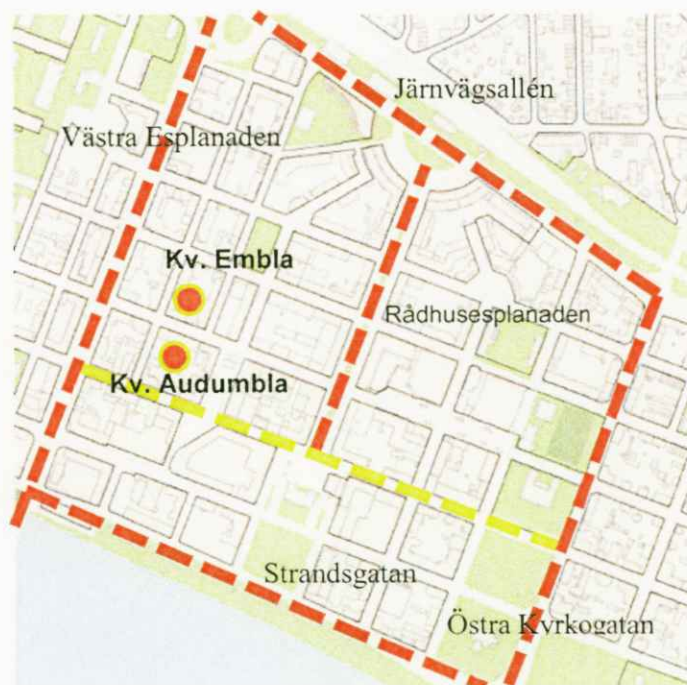 Järnvägsallén
Västra Esplanaden
Kv. Embla
Rådhusesplanaden
Kv. Audumbla
Strandsgatan
Östra Kyrkogatan